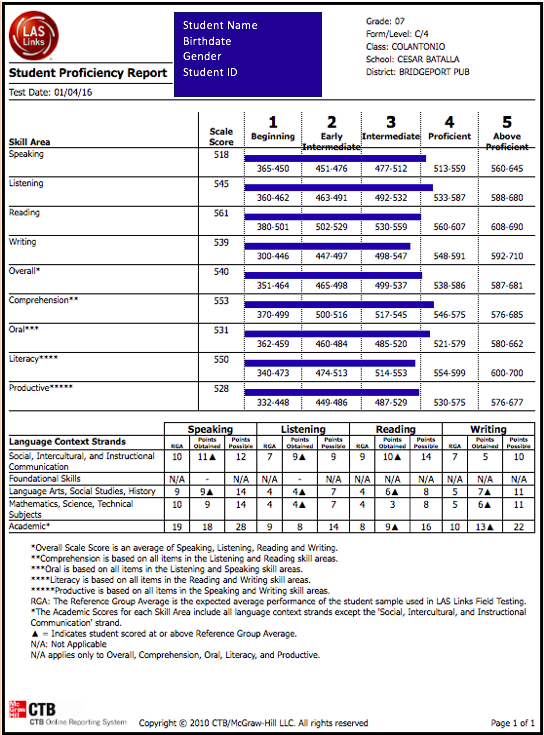 LAS
Links
Student Name
Birthdate
Gender
Student ID
Grade: 07
Form/Level: C/4
Class: COLANTONIO
School: CESAR BATALLA
District: BRIDGEPORT PUB
Student Proficiency Report
Test Date: 01/04/16
Skill Area Scale Score 1 Beginning 2 Early Intermediate 3 Intermediate 4 Proficient 5 Above Proficient
Speaking 518
365-450 451-476 477-512 513-559 560-645
Listening 545
360-462 463-491 492-532 533-587 588-680
Reading 561
380-501 502-529 530-559 560-607 608-690
Writing 539
300-446 447-497 498-547 548-591 592-710
Overall* 540
351-464 465-498 499-537 538-586 587-681
Comprehension** 553
370-499 500-516 517-545 546-575 576-685
Oral*** 531
362-459 460-484 485-520 521-579 580-662
Literacy**** 550
340-473 474-513 514-553 554-599 600-700
Productive***** 528
332-448 449-486 487-529 530-575 576-677
Speaking Listening Reading Writing
Language Context Strands RGA Points Obtained Points Possible RGA Points Obtained Points Possible RGA Points Obtained Points Possible RGA Points Obtained Points Possible
Social, Intercultural, and Instructional Communication 10 11▲ 12 7 9▲ 9 9 10▲ 14 7 5 10
Foundational Skills N/A - N/A N/A - N/A N/A N/A N/A N/A N/A N/A
Language Arts, Social Studies, History 9 9▲ 14 4 4▲ 7 4 6▲ 8 5 7▲ 11
Mathematics, Science, Technical Subjects 10 9 14 4 4▲ 7 4 3 8 5 6▲ 11
Academic* 19 18 28 9 8 14 8 9▲ 16 10 13▲ 22
*Overall Scale Score is an average of Speaking, Listening, Reading and Writing.
**Comprehension is based on all items in the Listening and Reading skill areas.
***Oral is based on all items in the Listening and Speaking skill areas.
****Literacy is based on all items in the Reading and Writing skill areas.
*****Productive is based on all items in the Speaking and Writing skill areas.
RGA: The Reference Group Average is the expected average performance of the student sample used in LAS Links Field Testing.
*The Academic Scores for each Skill Area include all language context strands except the 'Social, Intercultural, and Instructional
Communication' strand.
▲ = Indicates student scored at or above Reference Group Average.
N/A: Not Applicable
N/A applies only to Overall, Comprehension, Oral, Literacy, and Productive.
Mc
Graw
Hill
CTB
CTB Online Reporting System
Copyright © 2010 CTB/McGraw-Hill LLC. All rights reserved
Page 1 of 1